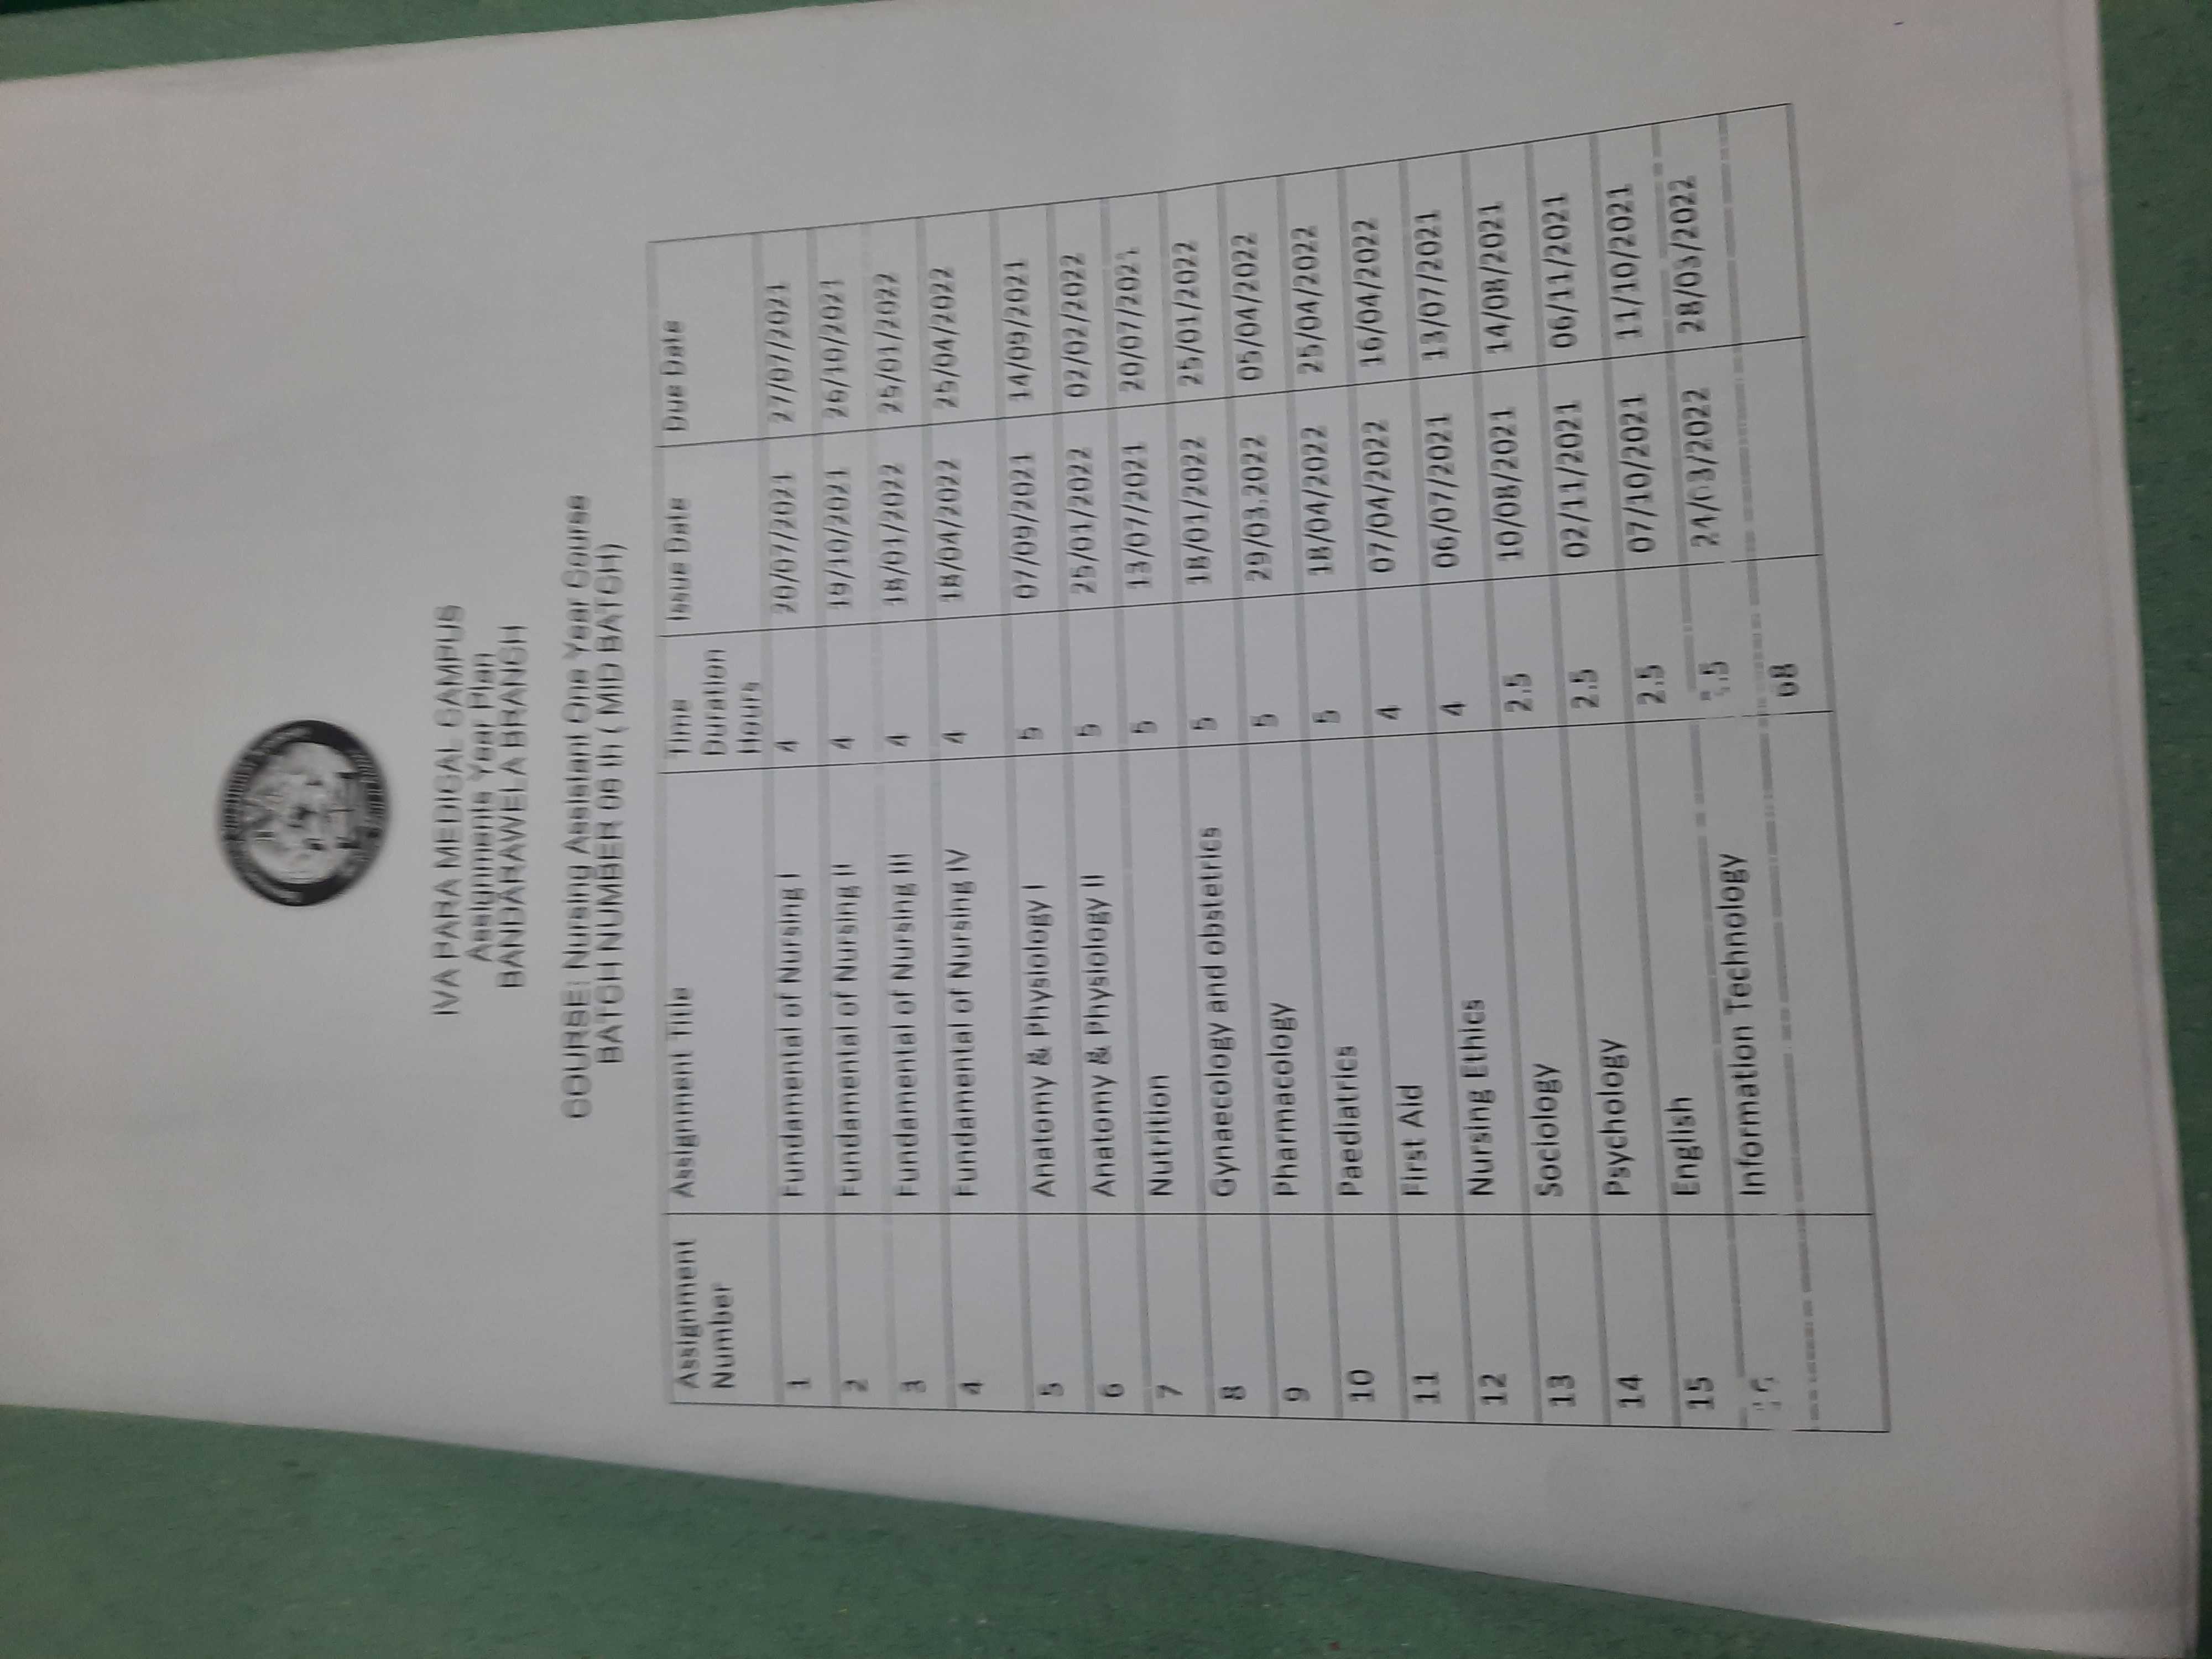 IVA PARA MEDICAL CAMPUS
Assignments Year Plan
BANDARAWELA BRANCH
COURSE: Nursing Assistant One Year Course
BATCH NUMBER th ( MID BATCH)
Assignment Number Assignment Title Time Duration Hours Issue Date Due Date
1 Fundamental of Nursing I 4 20/07/2021 27/07/2021
2 Fundamental of Nursing II 4 19/10/2021 26/10/2021
3 Fundamental of Nursing III 4 18/01/2022 25/01/2022
4 Fundamental of Nursing IV 4 18/04/2022 25/04/2022
5 Anatomy & Physiology I 5 07/09/2021 14/09/2021
6 Anatomy & Physiology II 5 25/01/2022 02/02/2022
7 Nutrition 5 13/07/2021 20/07/2021
8 Gynaecology and obstetrics 5 18/01/2022 25/01/2022
9 Pharmacology 5 29/03.2022 05/04/2022
10 Paediatrics 5 18/04/2022 25/04/2022
11 First Aid 4 07/04/2022 16/04/2022
12 Nursing Ethics 4 06/07/2021 13/07/2021
13 Sociology 2.5 10/08/2021 14/08/2021
14 Psychology 2.5 02/11/2021 06/11/2021
15 English 2.5 07/10/2021 11/10/2021
Information Technology 24/03/2022 28/03/2022